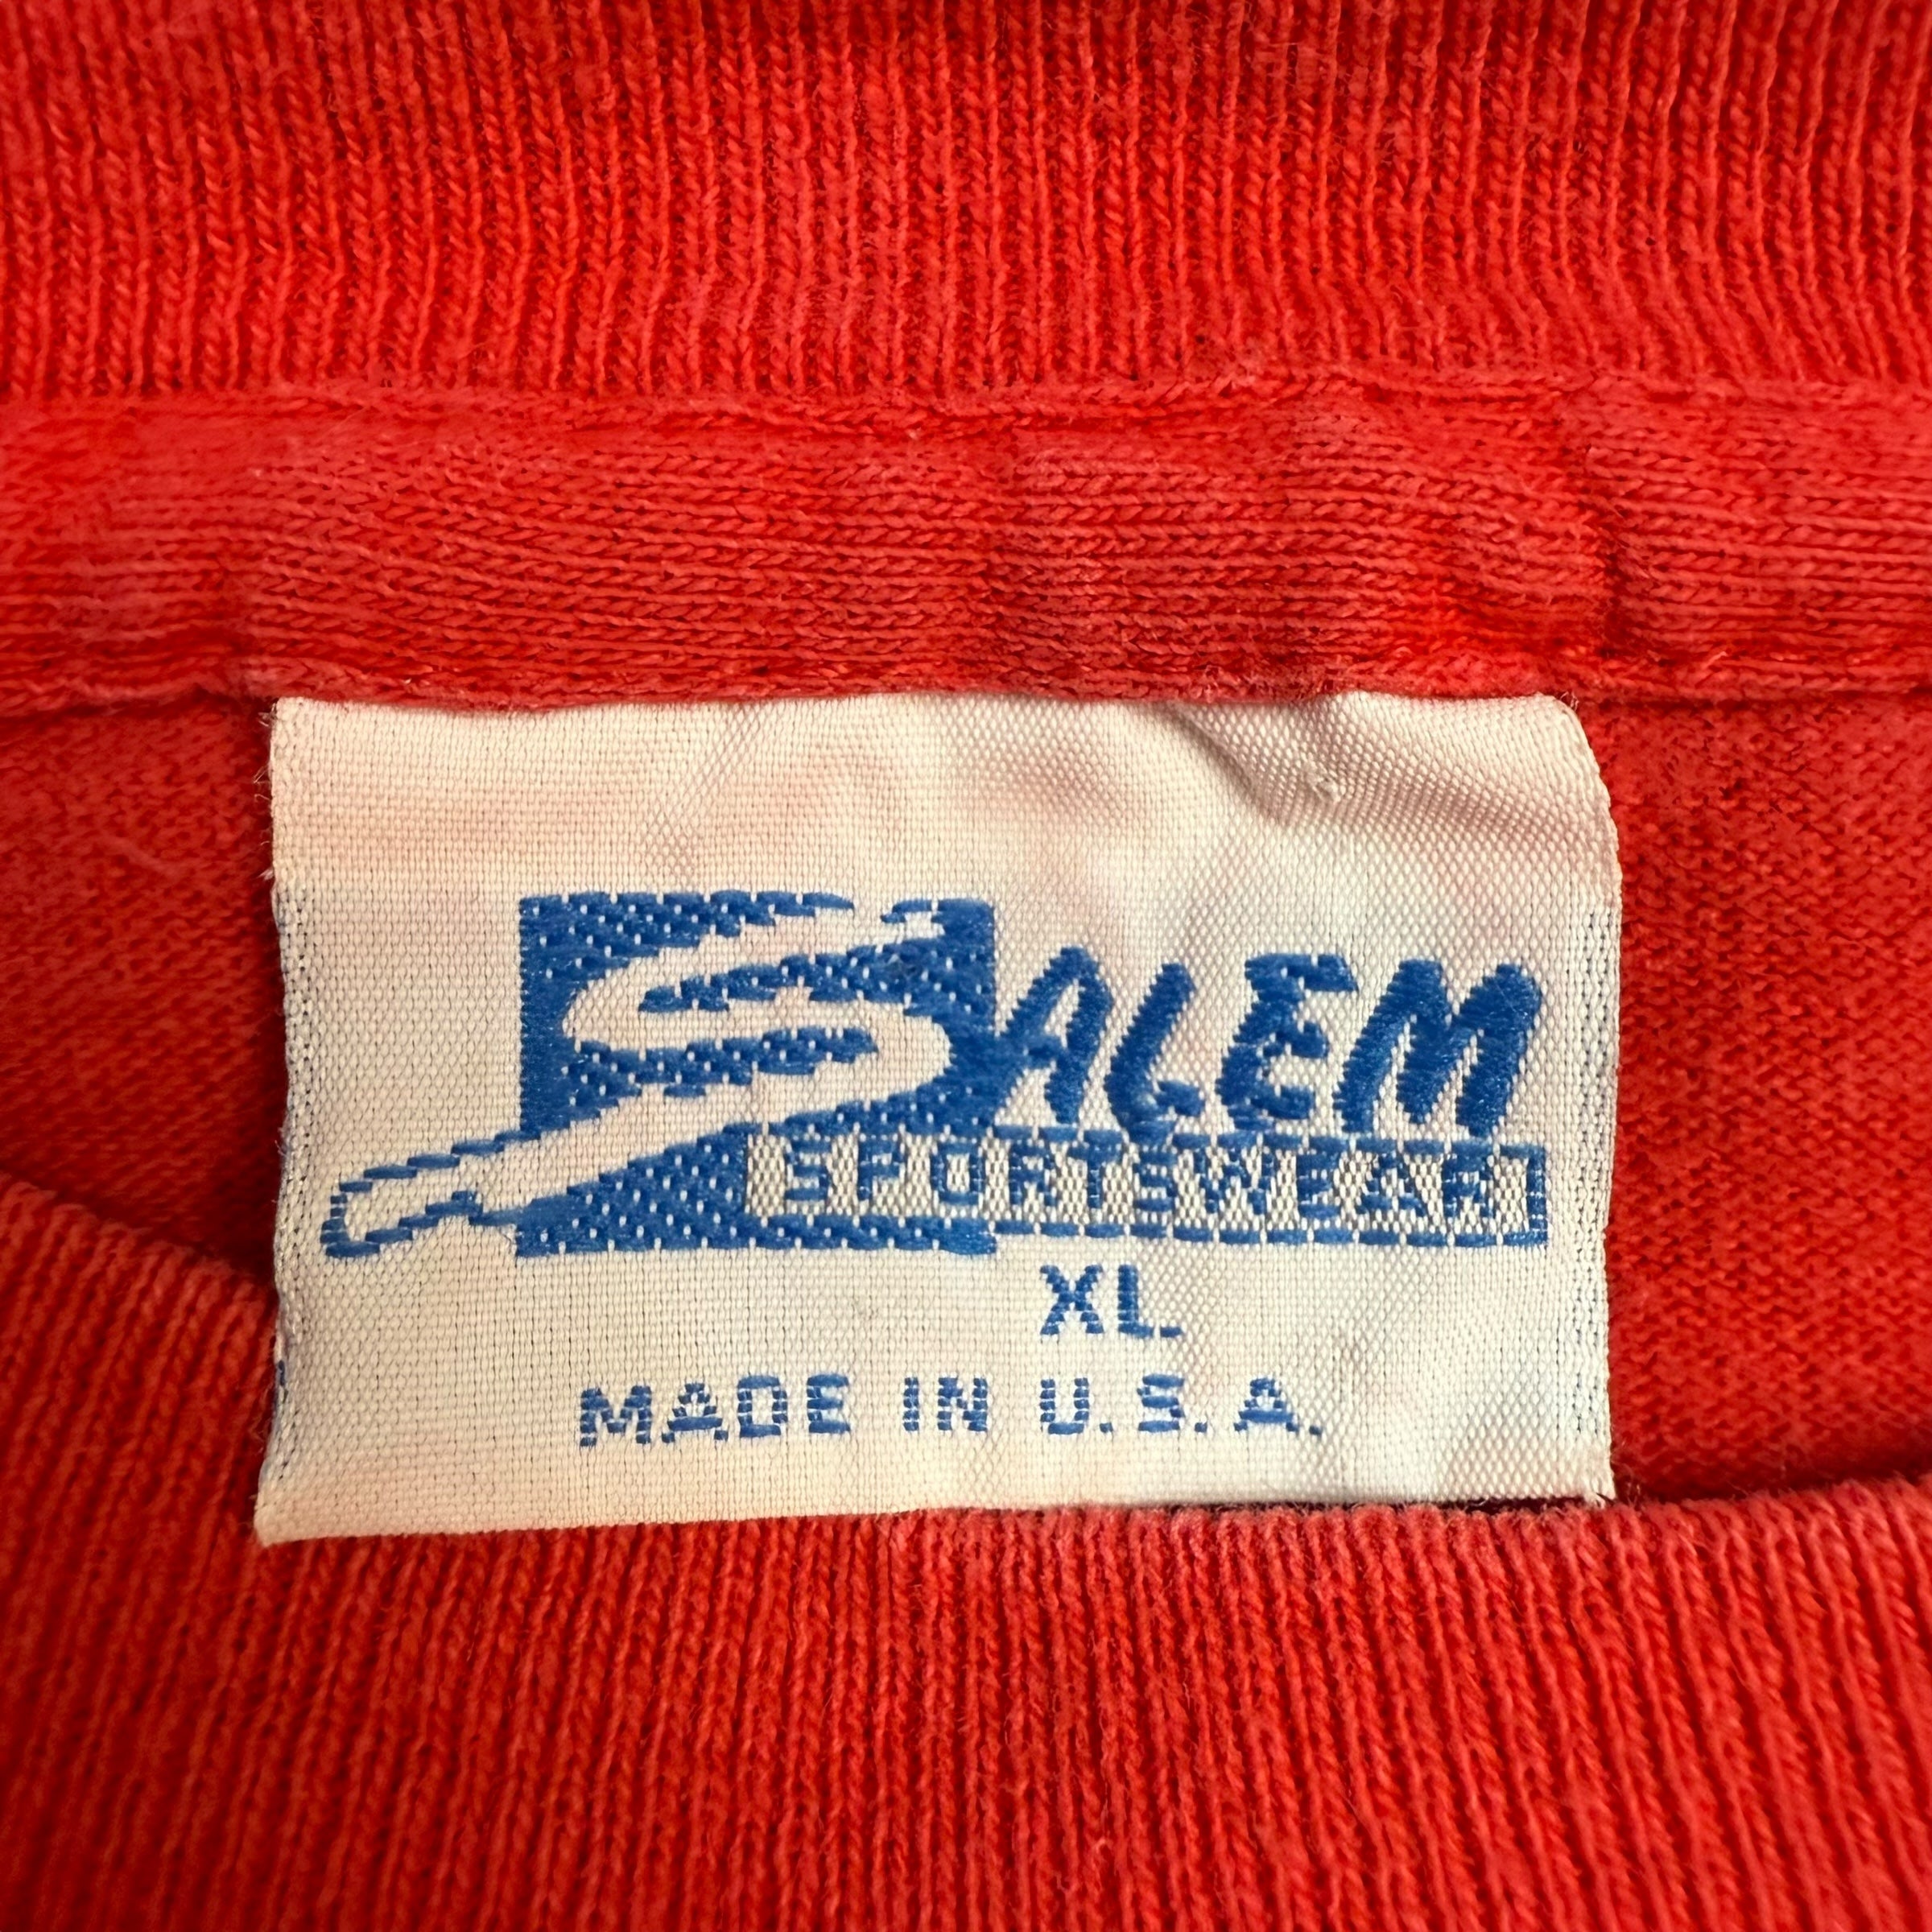 SALEM
SPORTSWEAR
XL.
MADE IN U.S.A.